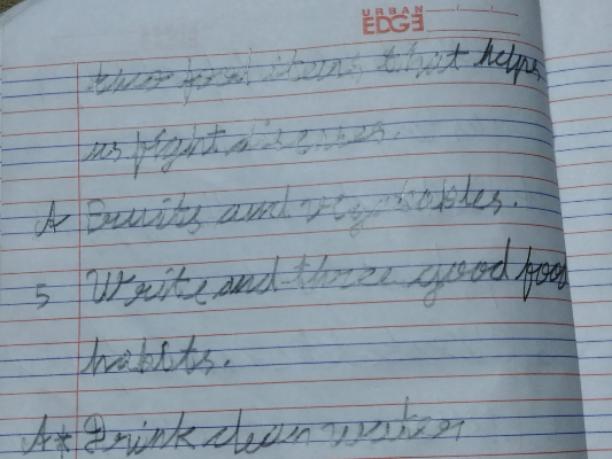 URBAN
EDGE
two food items that helps
us fight diseases.
A Fruits and vegetables.
5 Write and three good food
habits.
A* Drink clean water